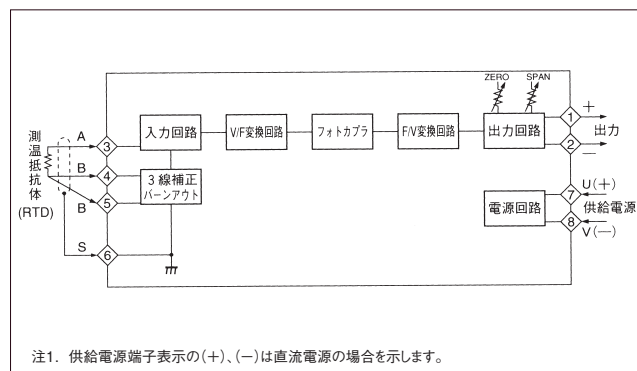 ZERO SPAN
入力回路 V/F変換回路 フォトカプラ F/V変換回路 出力回路
1 + 出力
2 —
測温抵抗体
(RTD)
A 3
B 4
B 5
S 6
3線補正
バーンアウト
電源回路
7 U(+)
供給電源
8 V(—)
注1. 供給電源端子表示の(+)、(—)は直流電源の場合を示します。